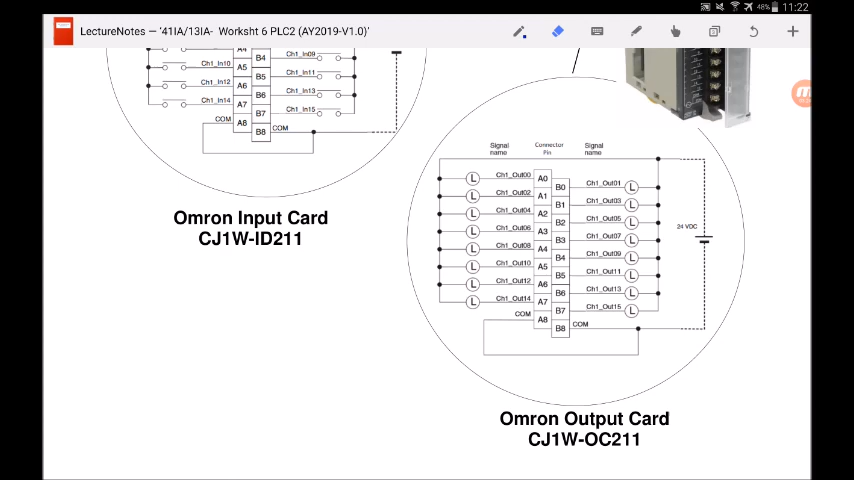 48% 11:22
LectureNotes — '41IA/13IA- Worksht 6 PLC2 (AY2019-V1.0)'
A4
B4 Ch1_In09
Ch1_In10 A5
B5 Ch1_In11
Ch1_In12 A6
B6 Ch1_In13
Ch1_In14 A7
B7 Ch1_In15
COM A8
B8 COM
Omron Input Card
CJ1W-ID211
Signal name Connector Pin Signal name
L Ch1_Out00 A0
B0 Ch1_Out01 L
L Ch1_Out02 A1
B1 Ch1_Out03 L
L Ch1_Out04 A2
B2 Ch1_Out05 L
L Ch1_Out06 A3
B3 Ch1_Out07 L
L Ch1_Out08 A4
B4 Ch1_Out09 L
L Ch1_Out10 A5
B5 Ch1_Out11 L
L Ch1_Out12 A6
B6 Ch1_Out13 L
L Ch1_Out14 A7
B7 Ch1_Out15 L
COM A8
B8 COM
24 VDC
Omron Output Card
CJ1W-OC211